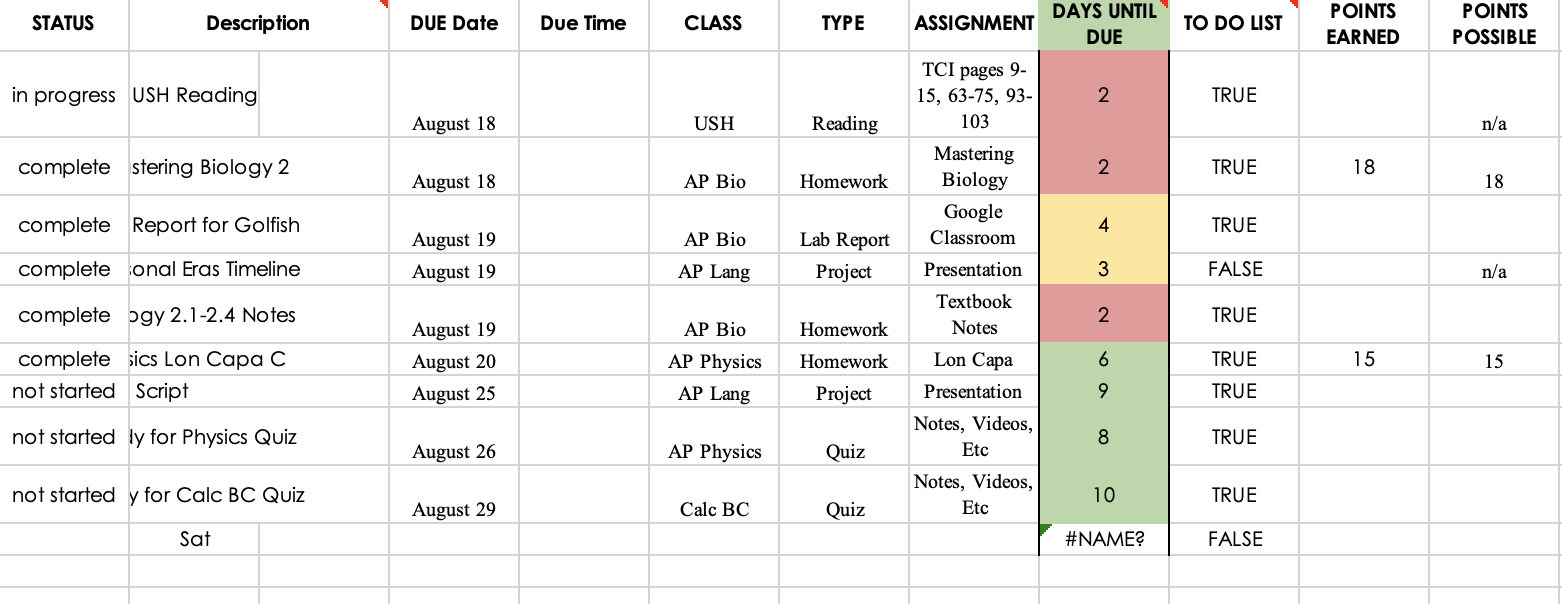 STATUS Description DUE Date Due Time CLASS TYPE ASSIGNMENT DAYS UNTIL DUE TO DO LIST POINTS EARNED POINTS POSSIBLE
in progress USH Reading August 18 USH Reading TCI pages 9-15, 63-75, 93-103 2 TRUE n/a
complete stering Biology 2 August 18 AP Bio Homework Mastering Biology 2 TRUE 18 18
complete Report for Golfish August 19 AP Bio Lab Report Google Classroom 4 TRUE
complete sonal Eras Timeline August 19 AP Lang Project Presentation 3 FALSE n/a
complete ogy 2.1-2.4 Notes August 19 AP Bio Homework Textbook Notes 2 TRUE
complete sics Lon Capa C August 20 AP Physics Homework Lon Capa 6 TRUE 15 15
not started Script August 25 AP Lang Project Presentation 9 TRUE
not started dy for Physics Quiz August 26 AP Physics Quiz Notes, Videos, Etc 8 TRUE
not started y for Calc BC Quiz August 29 Calc BC Quiz Notes, Videos, Etc 10 TRUE
Sat #NAME? FALSE